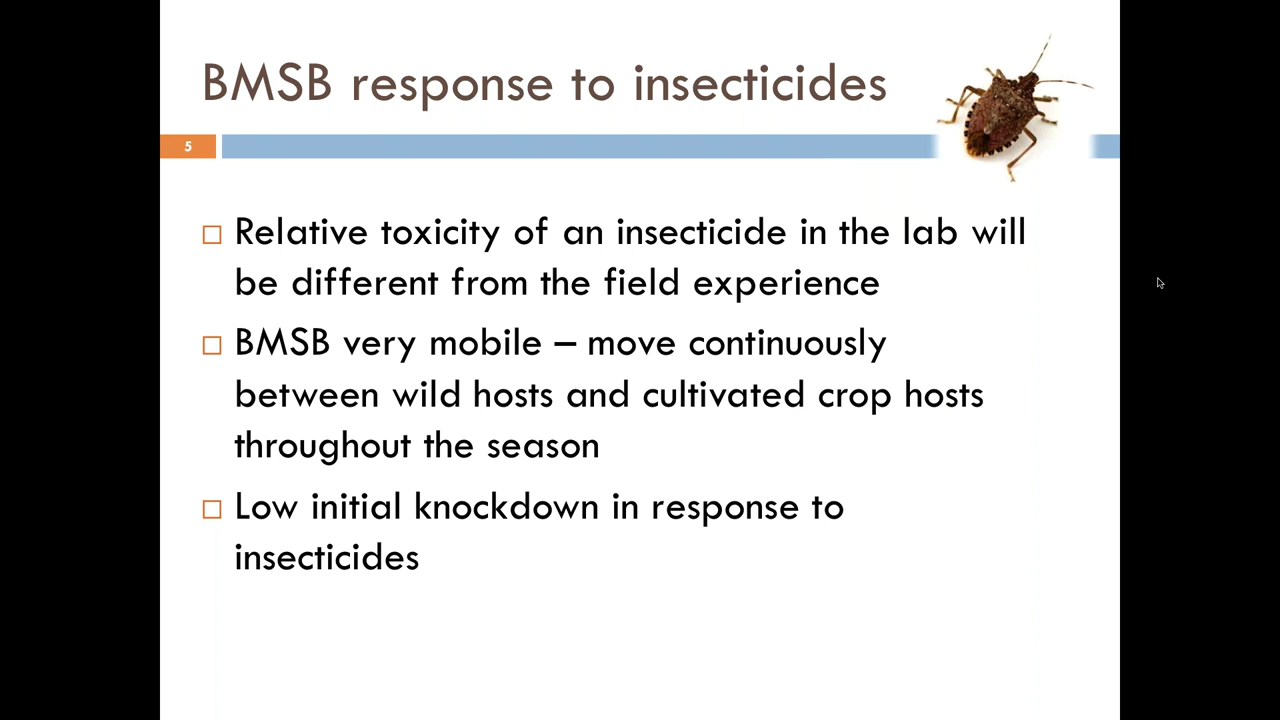 BMSB response to insecticides
5
Relative toxicity of an insecticide in the lab will
be different from the field experience
BMSB very mobile – move continuously
between wild hosts and cultivated crop hosts
throughout the season
Low initial knockdown in response to
insecticides